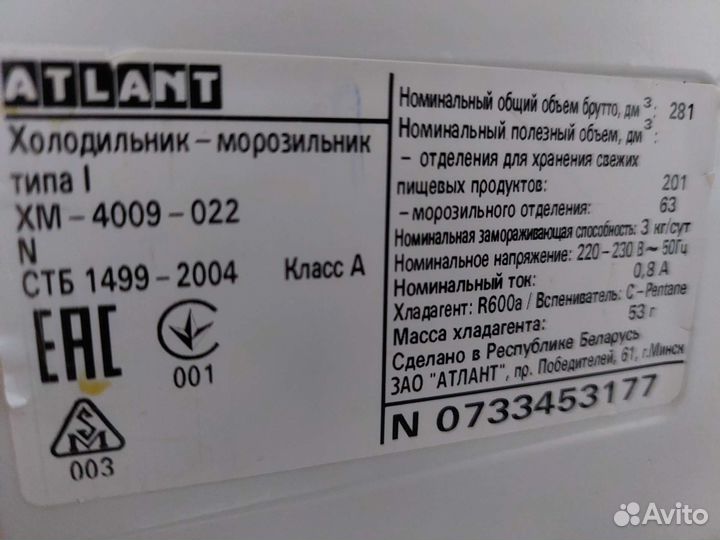 ATLANT
Холодильник – морозильник
типа I
ХМ – 4009 – 022
N
СТБ 1499 – 2004 Класс А
ЕАС
001
003
Номинальный общий объем брутто, дм³: 281
Номинальный полезный объем, дм³:
– отделения для хранения свежих
пищевых продуктов: 201
– морозильного отделения: 63
Номинальная замораживающая способность: 3 кг/сут
Номинальное напряжение: 220 – 230 В ~ 50Гц
Номинальный ток: 0,8 А
Хладагент: R600a / Вспениватель: C – Pentane
Масса хладагента: 53 г
Сделано в Республике Беларусь
ЗАО "АТЛАНТ", пр. Победителей, 61, г.Минск
N 0733453177
Avito